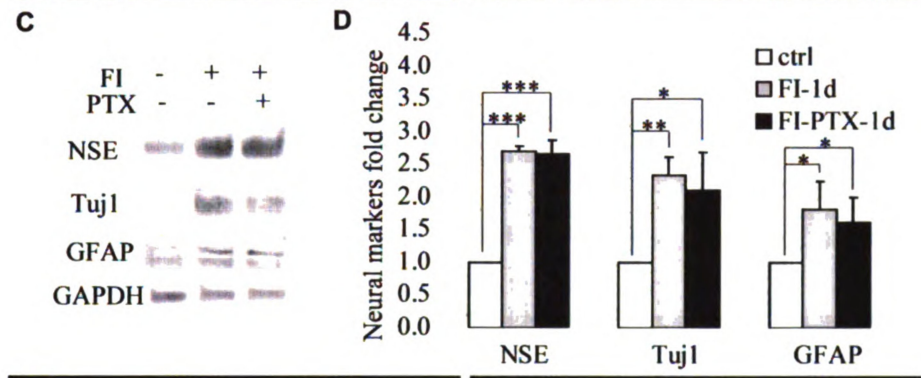 C
FI - + +
PTX - - +
NSE
Tuj1
GFAP
GAPDH
D
Neural markers fold change
4.5
4.0
3.5
3.0
2.5
2.0
1.5
1.0
0.5
0.0
***
***
*
**
*
*
ctrl
FI-1d
FI-PTX-1d
NSE Tuj1 GFAP